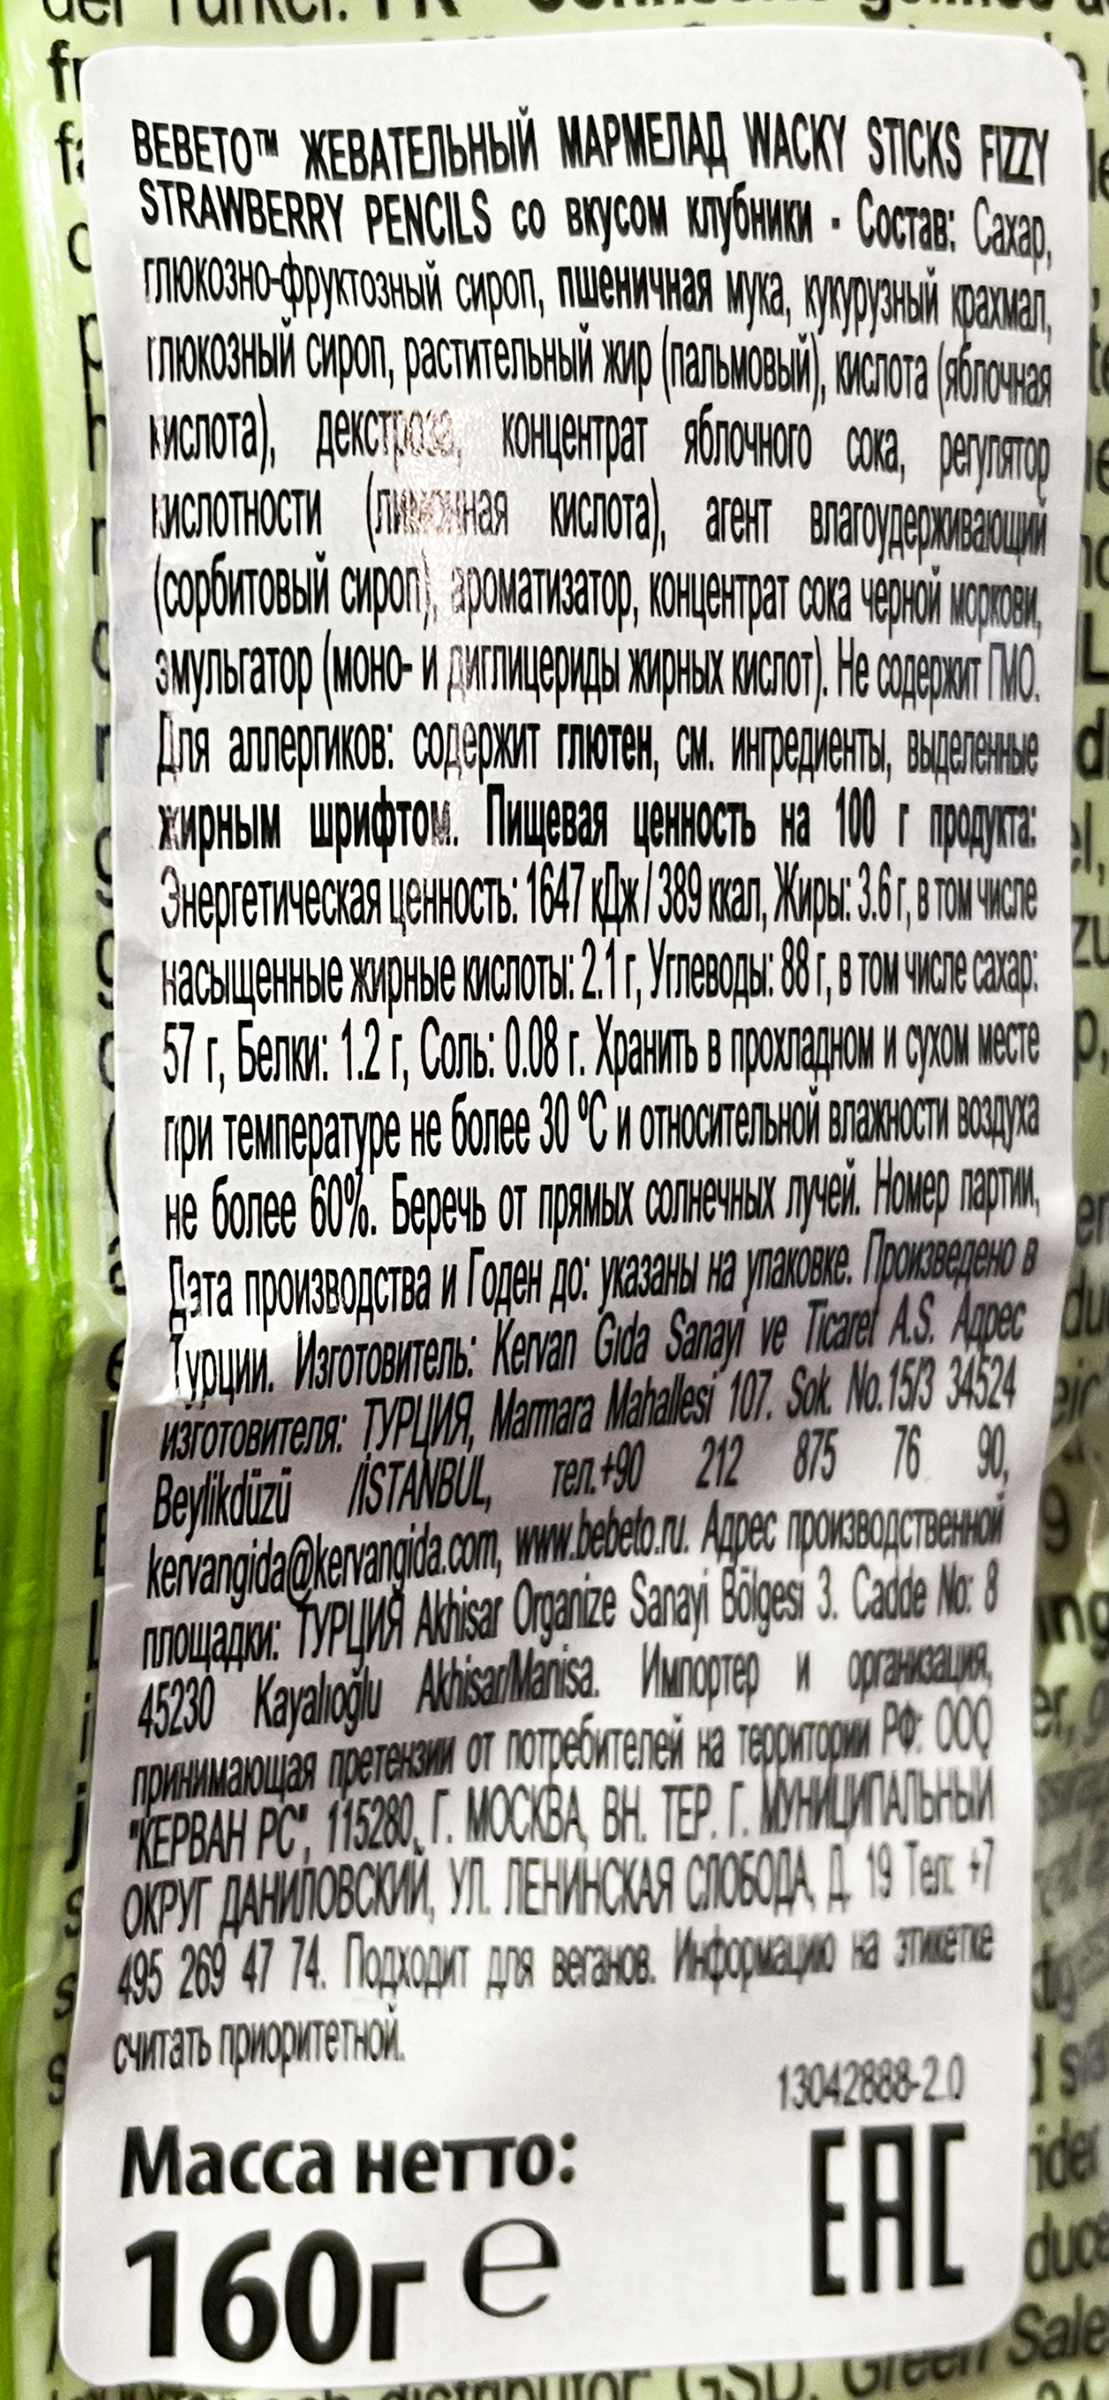 BEBETO™ ЖЕВАТЕЛЬНЫЙ МАРМЕЛАД WACKY STICKS FIZZY
STRAWBERRY PENCILS со вкусом клубники - Состав: Сахар,
глюкозно-фруктозный сироп, пшеничная мука, кукурузный крахмал,
глюкозный сироп, растительный жир (пальмовый), кислота (яблочная
кислота), декстроза, концентрат яблочного сока, регулятор
кислотности (лимонная кислота), агент влагоудерживающий
(сорбитовый сироп), ароматизатор, концентрат сока черной моркови,
эмульгатор (моно- и диглицериды жирных кислот). Не содержит ГМО.
Для аллергиков: содержит глютен, см. ингредиенты, выделенные
жирным шрифтом. Пищевая ценность на 100 г продукта:
Энергетическая ценность: 1647 кДж / 389 ккал, Жиры: 3.6 г, в том числе
насыщенные жирные кислоты: 2.1 г, Углеводы: 88 г, в том числе сахар:
57 г, Белки: 1.2 г, Соль: 0.08 г. Хранить в прохладном и сухом месте
при температуре не более 30 °C и относительной влажности воздуха
не более 60%. Беречь от прямых солнечных лучей. Номер партии,
Дата производства и Годен до: указаны на упаковке. Произведено в
Турции. Изготовитель: Kervan Gıda Sanayi ve Ticaret A.S. Адрес
изготовителя: ТУРЦИЯ, Marmara Mahallesi 107. Sok. No.15/3 34524
Beylikdüzü /İSTANBUL, тел.+90 212 875 76 90,
kervangida@kervangida.com, www.bebeto.ru. Адрес производственной
площадки: ТУРЦИЯ Akhisar Organize Sanayi Bölgesi 3. Cadde No: 8
45230 Kayalıoğlu Akhisar/Manisa. Импортер и организация,
принимающая претензии от потребителей на территории РФ: ООО
"КЕРВАН РС", 115280, Г. МОСКВА, ВН. ТЕР. Г. МУНИЦИПАЛЬНЫЙ
ОКРУГ ДАНИЛОВСКИЙ, УЛ. ЛЕНИНСКАЯ СЛОБОДА, Д. 19 Тел: +7
495 269 47 74. Подходит для веганов. Информацию на этикетке
считать приоритетной.
13042888-2.0
Масса нетто:
160г e
EAC